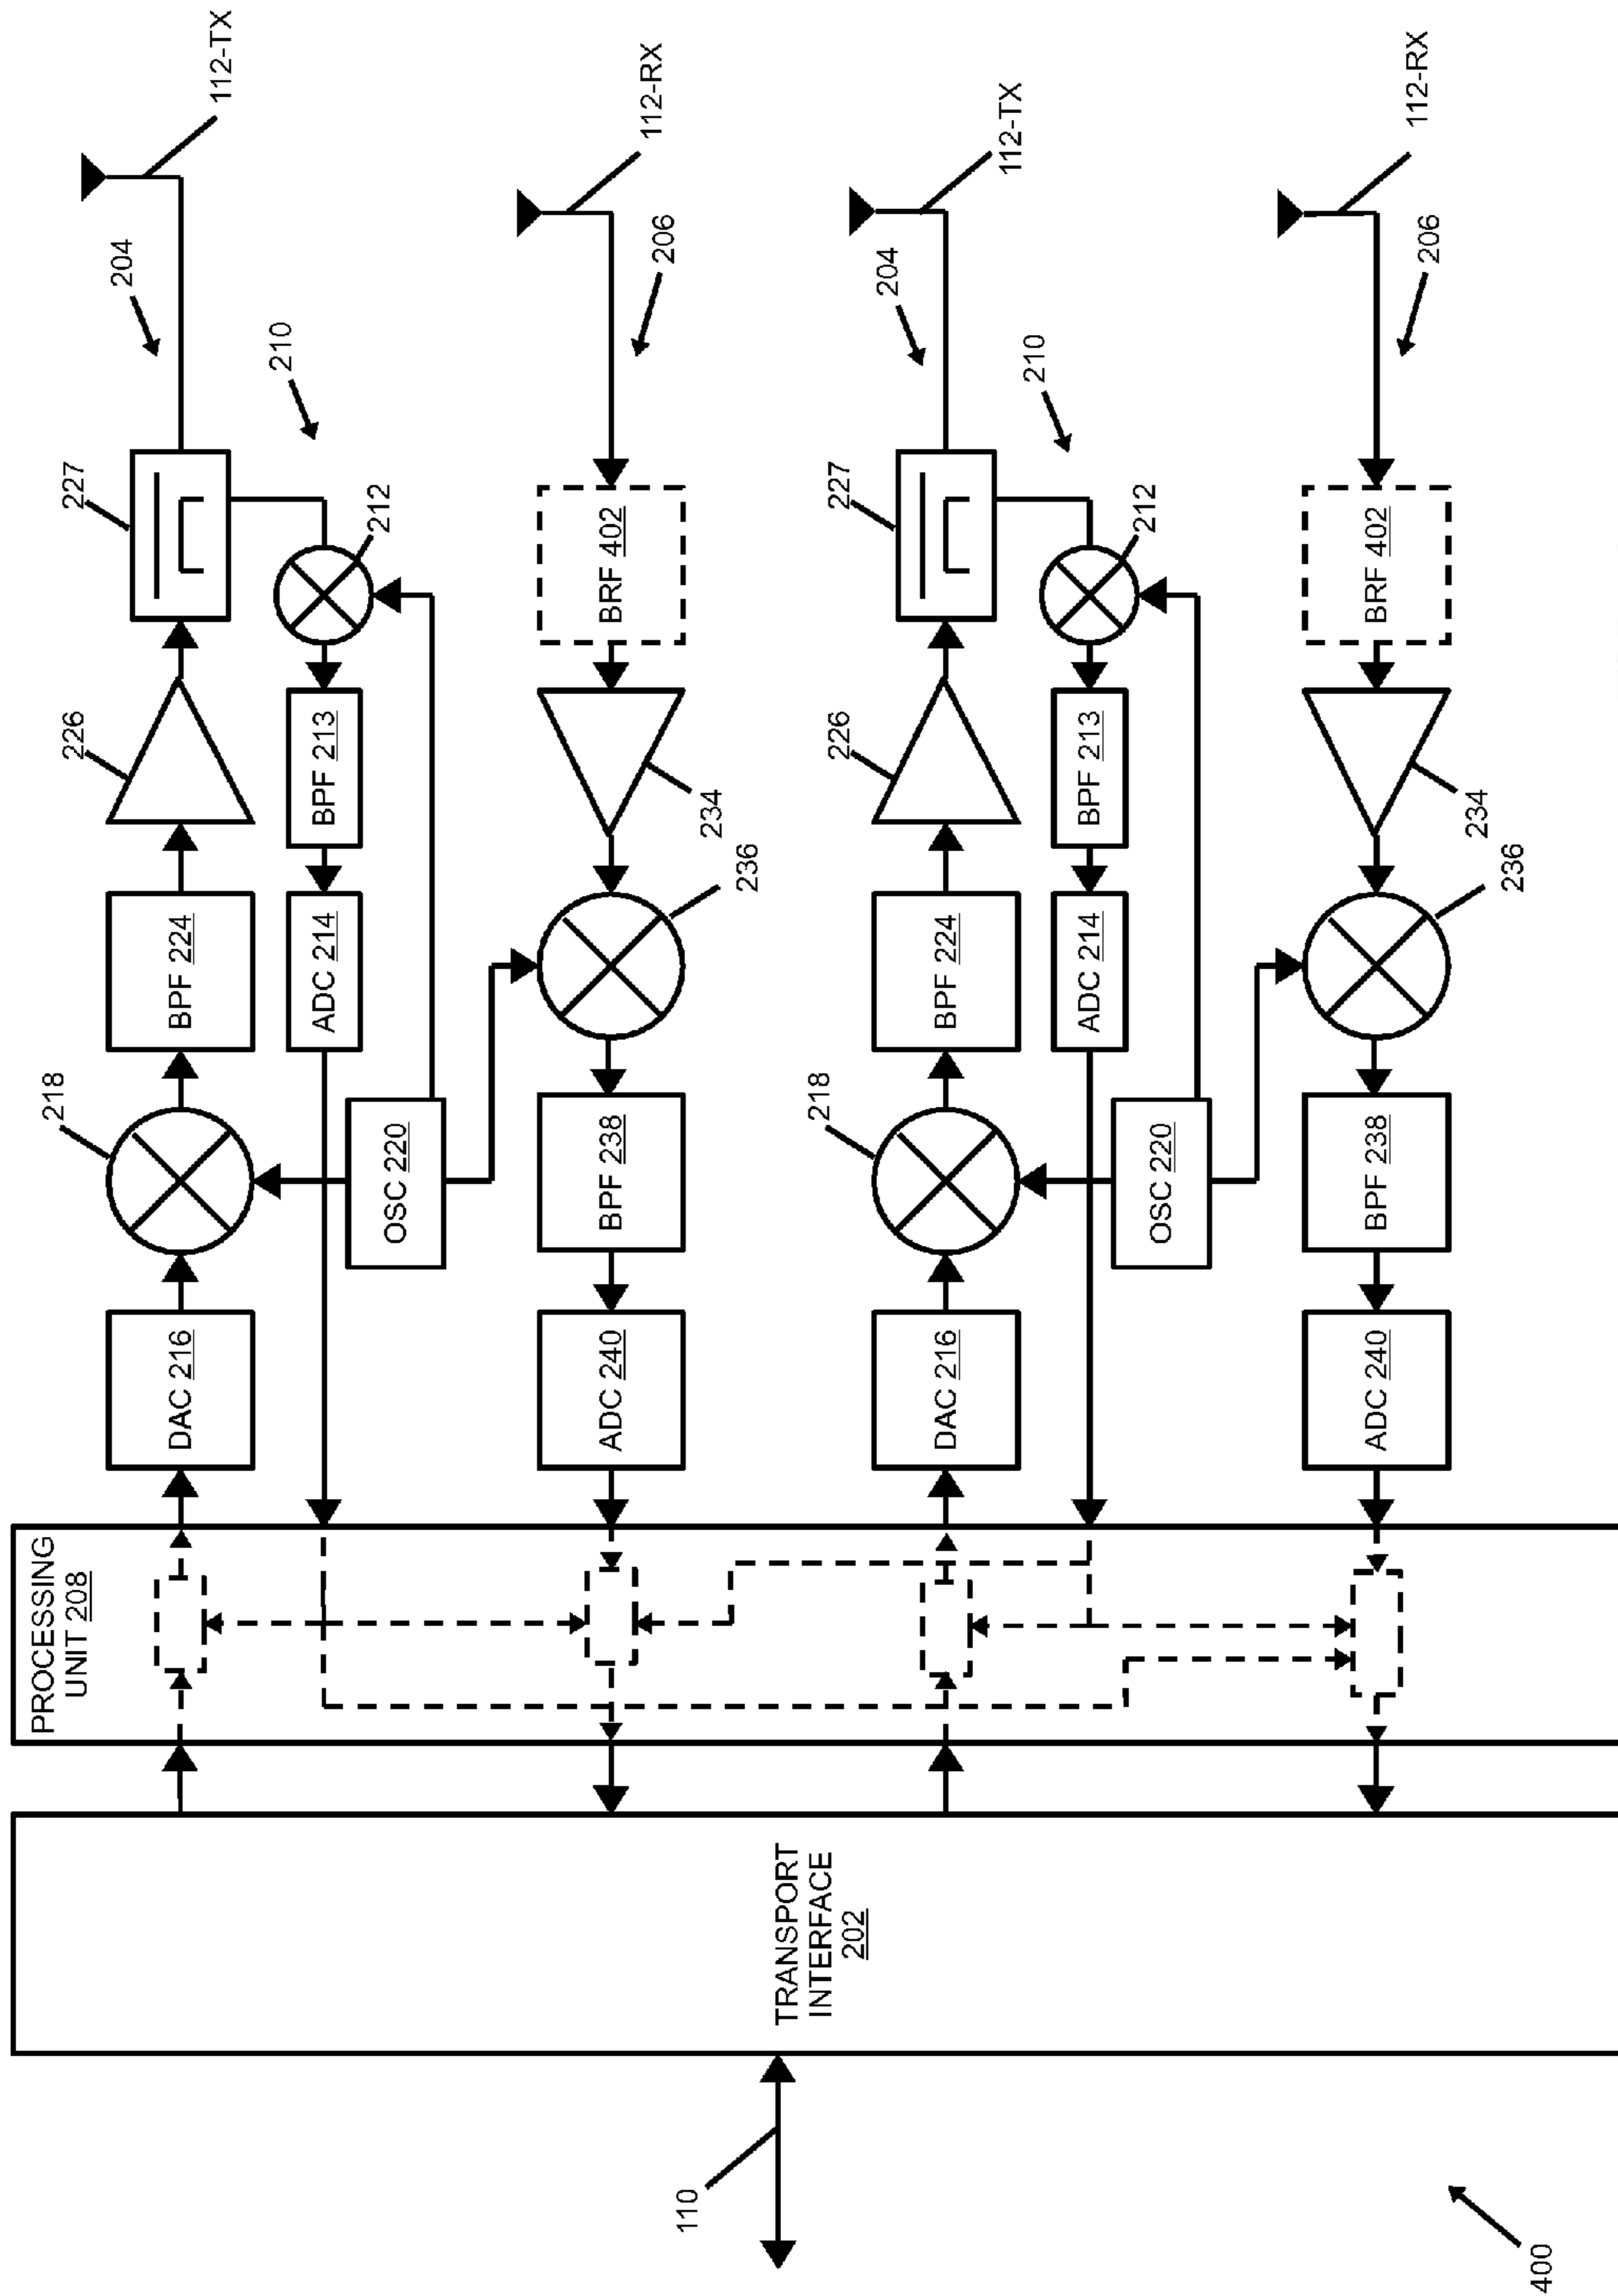 110
TRANSPORT
INTERFACE
202
PROCESSING
UNIT 208
DAC 216
218
BPF 224
226
227
204
112-TX
ADC 214
BPF 213
212
210
OSC 220
ADC 240
BPF 238
236
234
BRF 402
206
112-RX
DAC 216
218
BPF 224
226
227
204
112-TX
ADC 214
BPF 213
212
210
OSC 220
ADC 240
BPF 238
236
234
BRF 402
206
112-RX
400